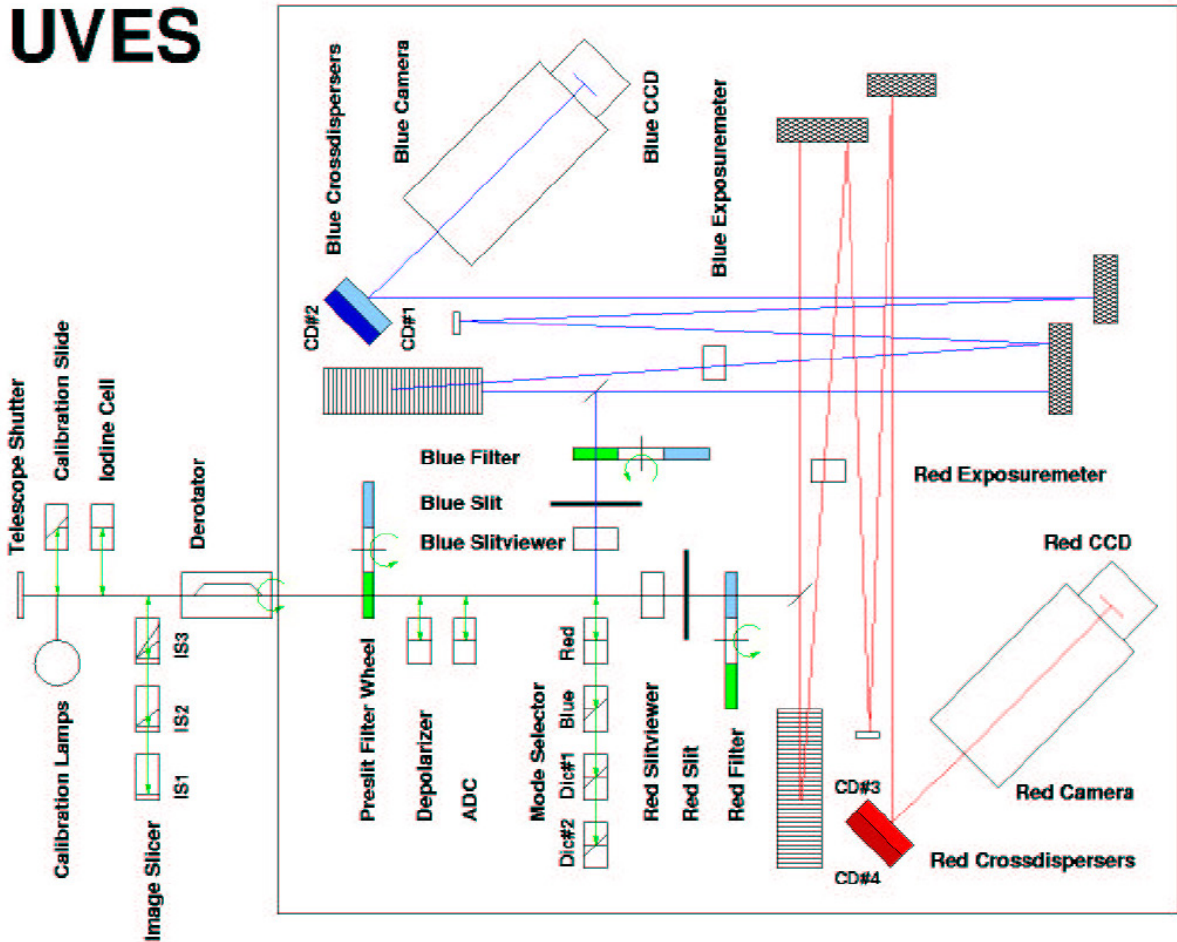 UVES
Blue Crossdispersers
Blue Camera
Blue CCD
Blue Exposuremeter
CD#2
CD#1
Telescope Shutter
Calibration Slide
Iodine Cell
Derotator
Blue Filter
Blue Slit
Blue Slitviewer
Red Exposuremeter
Red CCD
Calibration Lamps
Image Slicer
IS3
IS2
IS1
Preslit Filter Wheel
Depolarizer
ADC
Mode Selector
Red
Blue
Dic#1
Dic#2
Red Slitviewer
Red Slit
Red Filter
CD#3
CD#4
Red Camera
Red Crossdispersers